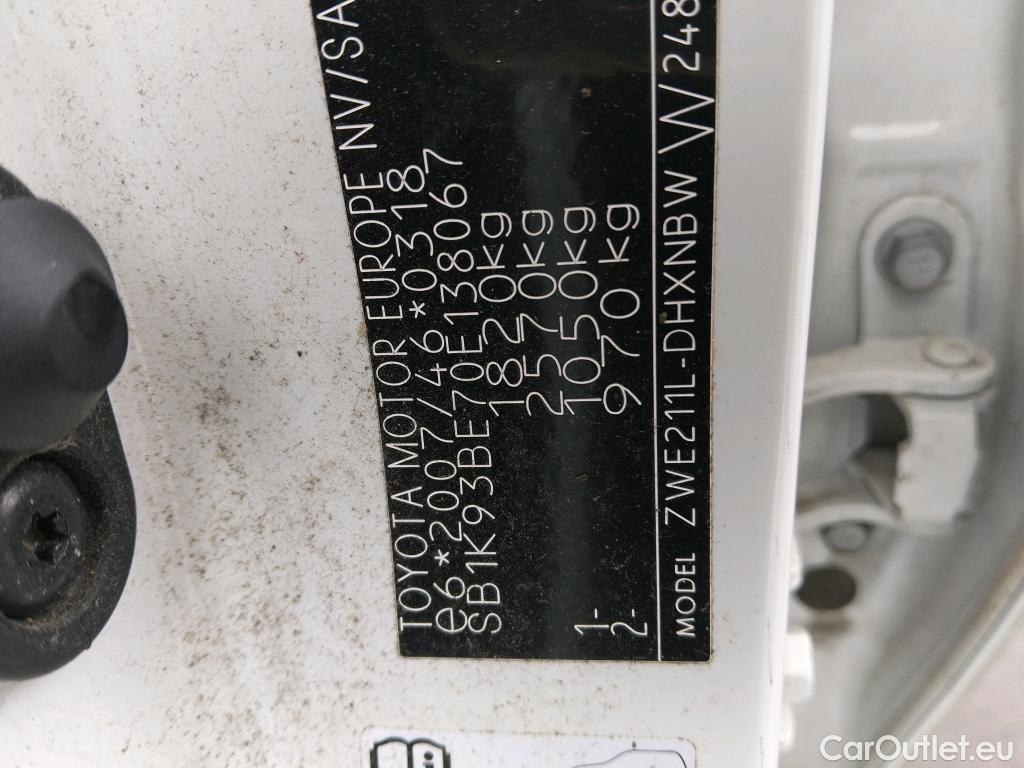 TOYOTA MOTOR EUROPE NV/SA
e6*2007/46*0318
SB1K93BE70E138067
1820kg
2570kg
1- 1050kg
2- 970kg
MODEL ZWE211L-DHXNBW W248
CarOutlet.eu